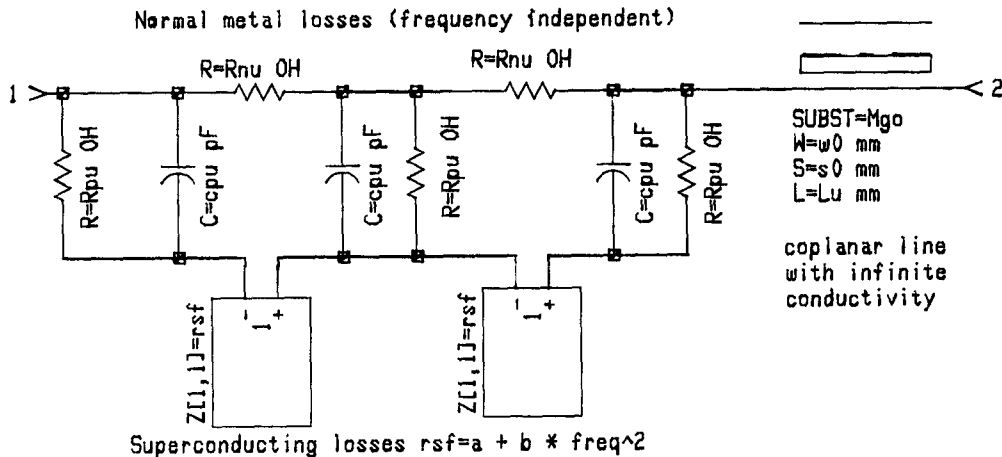 Normal metal losses (frequency independent)
R=Rnu OH
R=Rnu OH
1
2
R=Rpu OH
C=cpu pF
C=cpu pF
R=Rpu OH
C=cpu pF
R=Rpu OH
SUBST=Mgo
W=w0 mm
S=s0 mm
L=Lu mm
coplanar line
with infinite
conductivity
- 1 +
Z[1,1]=rsf
- 1 +
Z[1,1]=rsf
Superconducting losses rsf=a + b * freq^2